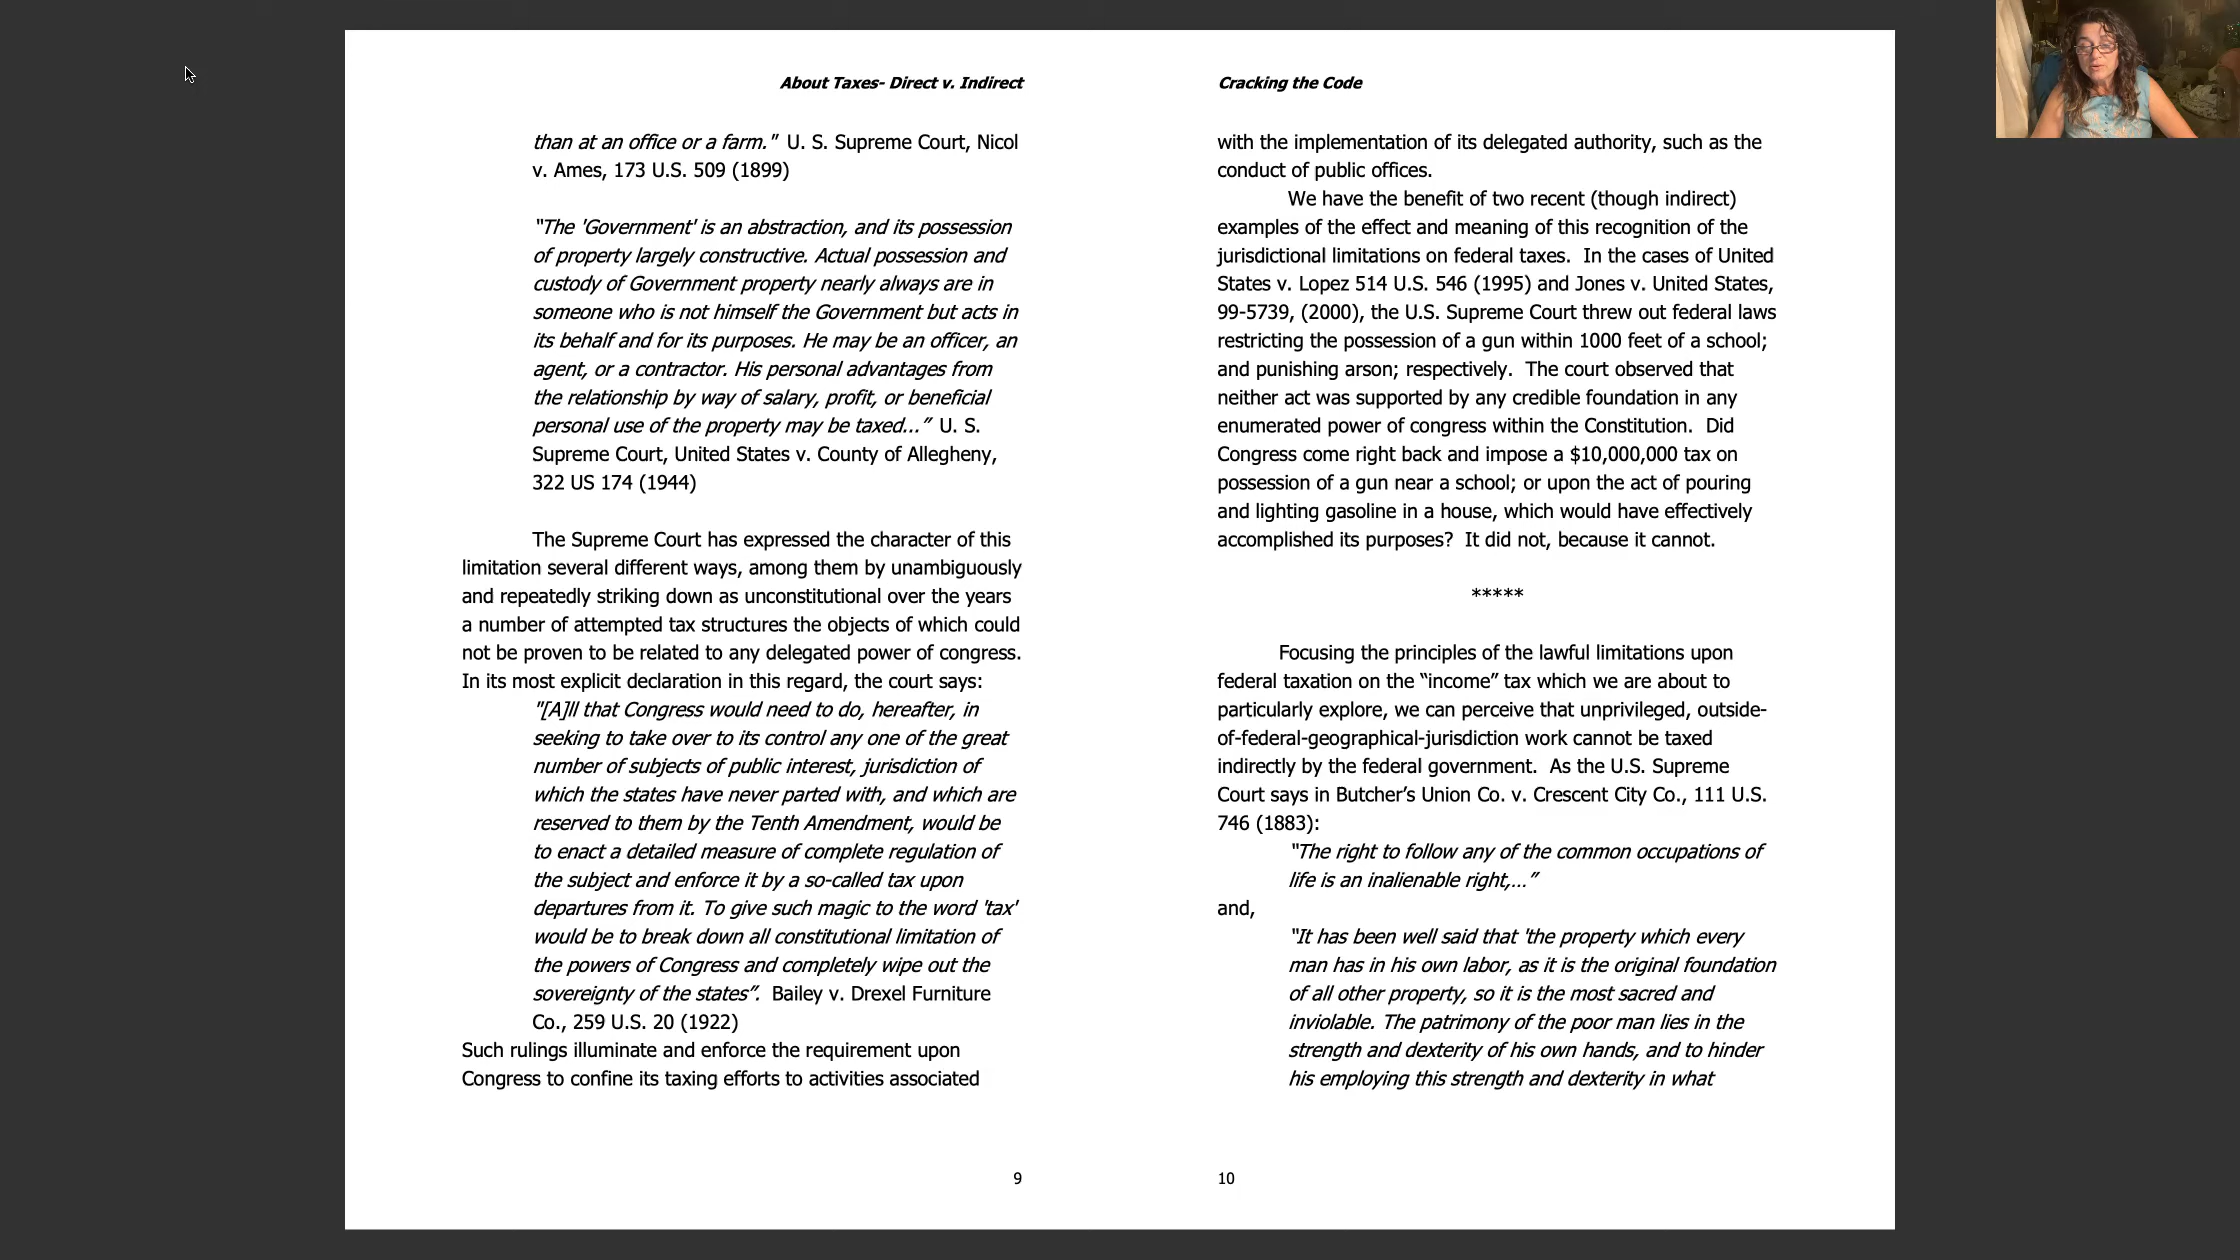 About Taxes- Direct v. Indirect
than at an office or a farm." U. S. Supreme Court, Nicol
v. Ames, 173 U.S. 509 (1899)
"The 'Government' is an abstraction, and its possession
of property largely constructive. Actual possession and
custody of Government property nearly always are in
someone who is not himself the Government but acts in
its behalf and for its purposes. He may be an officer, an
agent, or a contractor. His personal advantages from
the relationship by way of salary, profit, or beneficial
personal use of the property may be taxed..." U. S.
Supreme Court, United States v. County of Allegheny,
322 US 174 (1944)
The Supreme Court has expressed the character of this
limitation several different ways, among them by unambiguously
and repeatedly striking down as unconstitutional over the years
a number of attempted tax structures the objects of which could
not be proven to be related to any delegated power of congress.
In its most explicit declaration in this regard, the court says:
"[A]ll that Congress would need to do, hereafter, in
seeking to take over to its control any one of the great
number of subjects of public interest, jurisdiction of
which the states have never parted with, and which are
reserved to them by the Tenth Amendment, would be
to enact a detailed measure of complete regulation of
the subject and enforce it by a so-called tax upon
departures from it. To give such magic to the word 'tax'
would be to break down all constitutional limitation of
the powers of Congress and completely wipe out the
sovereignty of the states". Bailey v. Drexel Furniture
Co., 259 U.S. 20 (1922)
Such rulings illuminate and enforce the requirement upon
Congress to confine its taxing efforts to activities associated
9
Cracking the Code
with the implementation of its delegated authority, such as the
conduct of public offices.
We have the benefit of two recent (though indirect)
examples of the effect and meaning of this recognition of the
jurisdictional limitations on federal taxes. In the cases of United
States v. Lopez 514 U.S. 546 (1995) and Jones v. United States,
99-5739, (2000), the U.S. Supreme Court threw out federal laws
restricting the possession of a gun within 1000 feet of a school;
and punishing arson; respectively. The court observed that
neither act was supported by any credible foundation in any
enumerated power of congress within the Constitution. Did
Congress come right back and impose a $10,000,000 tax on
possession of a gun near a school; or upon the act of pouring
and lighting gasoline in a house, which would have effectively
accomplished its purposes? It did not, because it cannot.
*****
Focusing the principles of the lawful limitations upon
federal taxation on the "income" tax which we are about to
particularly explore, we can perceive that unprivileged, outside-
of-federal-geographical-jurisdiction work cannot be taxed
indirectly by the federal government. As the U.S. Supreme
Court says in Butcher's Union Co. v. Crescent City Co., 111 U.S.
746 (1883):
"The right to follow any of the common occupations of
life is an inalienable right,..."
and,
"It has been well said that 'the property which every
man has in his own labor, as it is the original foundation
of all other property, so it is the most sacred and
inviolable. The patrimony of the poor man lies in the
strength and dexterity of his own hands, and to hinder
his employing this strength and dexterity in what
10